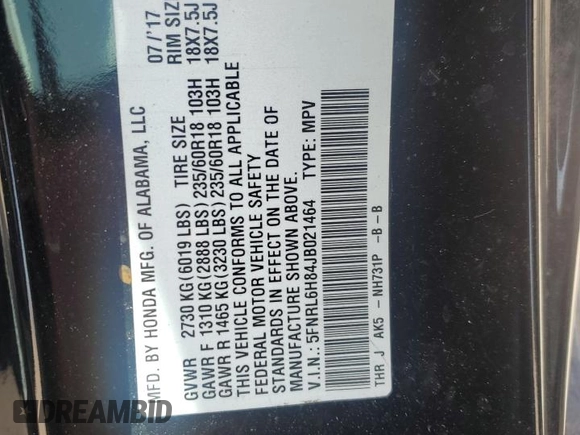 MFD. BY HONDA MFG. OF ALABAMA, LLC 07/'17
GVWR 2730 KG(6019 LBS) TIRE SIZE RIM SIZ
GAWR F 1310 KG(2888 LBS)235/60R18 103H 18X7.5J
GAWR R 1465 KG(3230 LBS)235/60R18 103H 18X7.5J
THIS VEHICLE CONFORMS TO ALL APPLICABLE
FEDERAL MOTOR VEHICLE SAFETY
STANDARDS IN EFFECT ON THE DATE OF
MANUFACTURE SHOWN ABOVE.
V.I.N.: 5FNRL6H84JB021464 TYPE: MPV
THR J AK5 - NH731P -B - B
DREAMBID